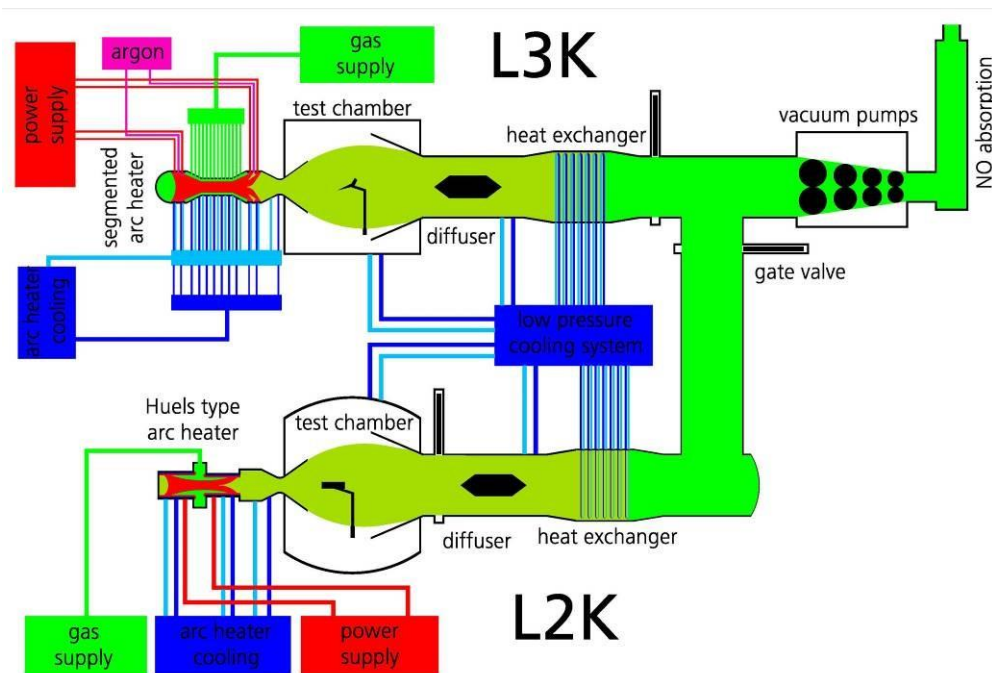 L3K
gas
supply
argon
power
supply
test chamber
segmented
arc heater
heat exchanger
vacuum pumps
NO absorption
diffuser
gate valve
arc heater
cooling
low pressure
cooling system
Huels type
arc heater
test chamber
diffuser
heat exchanger
L2K
gas
supply
arc heater
cooling
power
supply